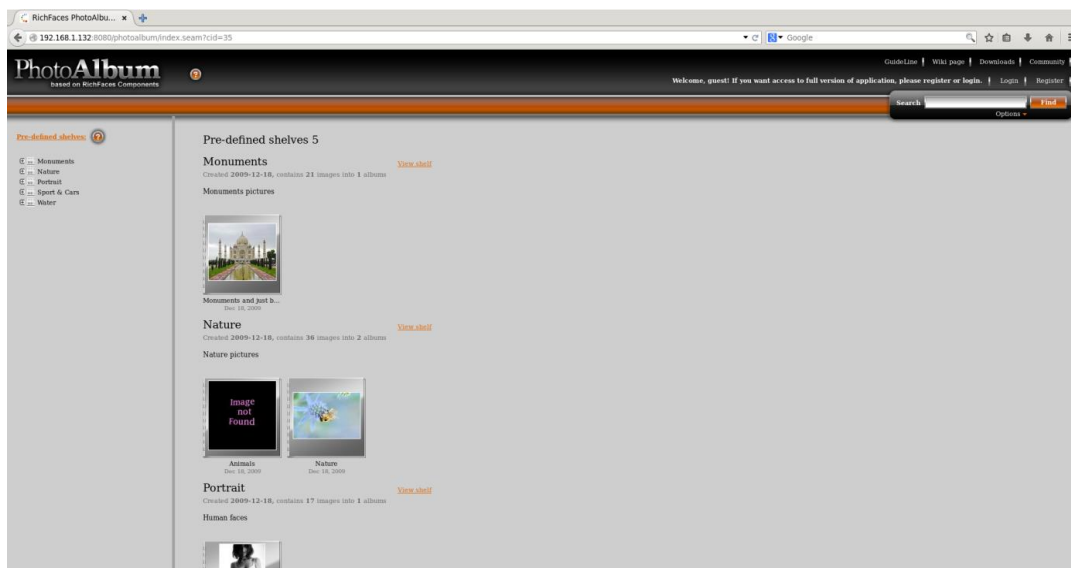 RichFaces PhotoAlbu...
192.168.1.132:8080/photoalbum/index.seam?cid=35
Google
PhotoAlbum
based on RichFaces Components
GuideLine
Wiki page
Downloads
Community
Welcome, guest! If you want access to full version of application, please register or login.
Login
Register
Search
Find
Options
Pre-defined shelves:
Monuments
Nature
Portrait
Sport & Cars
Water
Pre-defined shelves 5
Monuments
View shelf
Created 2009-12-18, contains 21 images into 1 albums
Monuments pictures
Monuments and just b...
Dec 18, 2009
Nature
View shelf
Created 2009-12-18, contains 36 images into 2 albums
Nature pictures
Image
not
Found
Animals
Dec 18, 2009
Nature
Dec 18, 2009
Portrait
View shelf
Created 2009-12-18, contains 17 images into 1 albums
Human faces